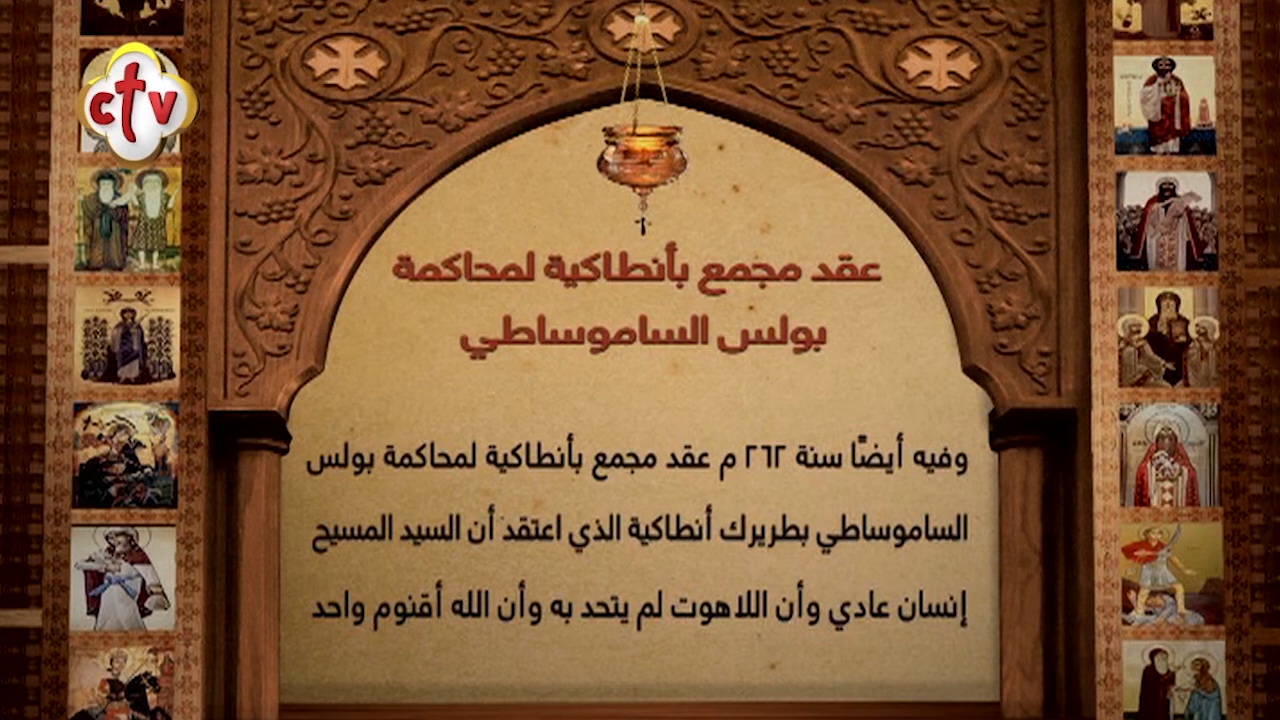 ctv
عقد مجمع بأنطاكية لمحاكمة
بولس الساموساطي
وفيه أيضًا سنة ٢٦٢ م عقد مجمع بأنطاكية لمحاكمة بولس
الساموساطي بطريرك أنطاكية الذي اعتقد أن السيد المسيح
إنسان عادي وأن اللاهوت لم يتحد به وأن الله أقنوم واحد